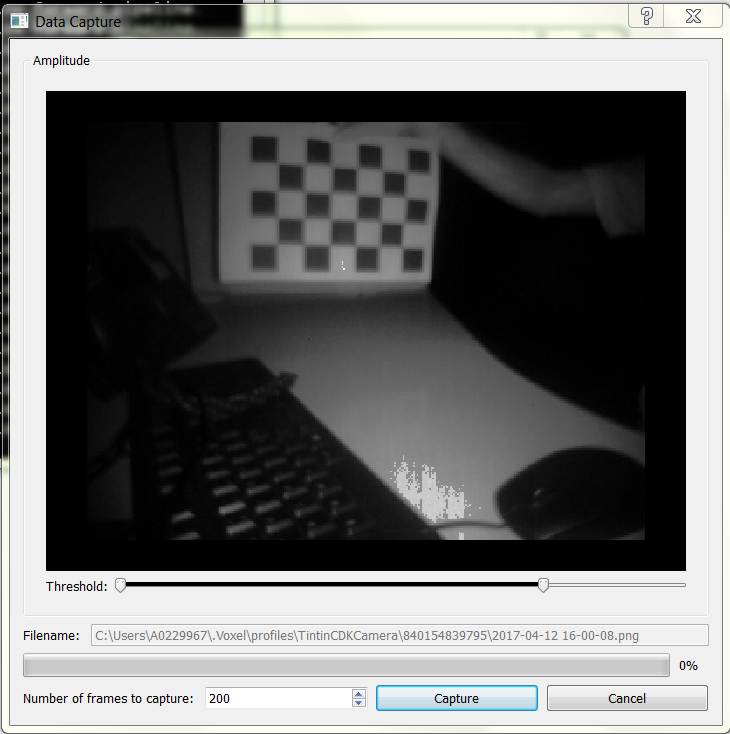 Data Capture
Amplitude
Threshold:
Filename: C:\Users\A0229967\.Voxel\profiles\TintinCDKCamera\840154839795\2017-04-12 16-00-08.png
0%
Number of frames to capture: 200 Capture Cancel